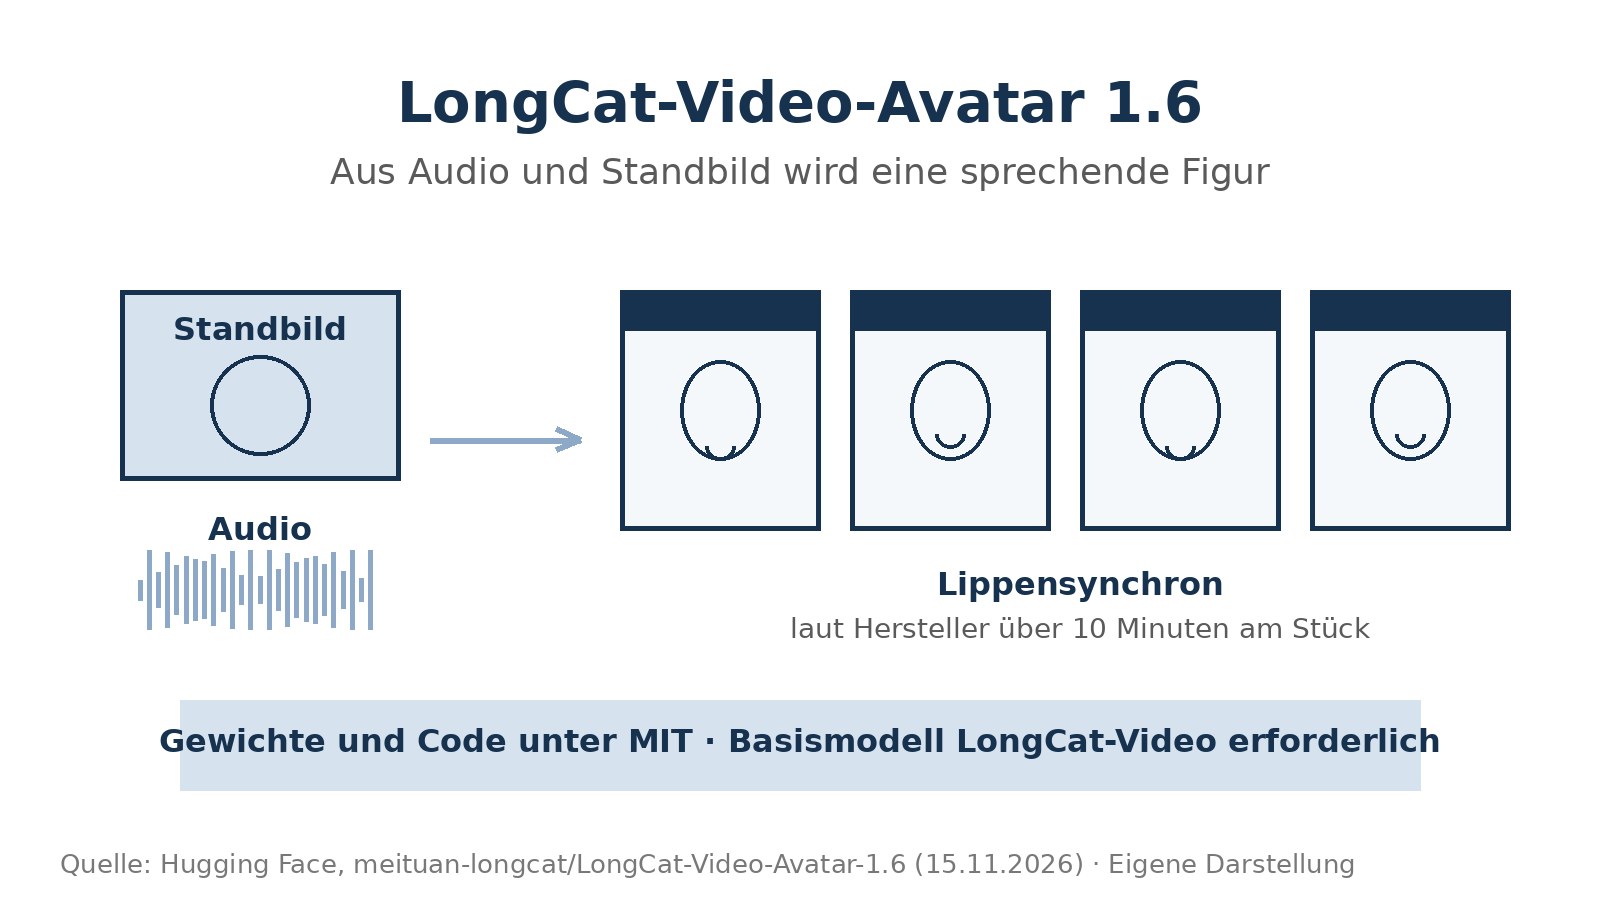 LongCat-Video-Avatar 1.6
Aus Audio und Standbild wird eine sprechende Figur
Standbild
Audio
Lippensynchron
laut Hersteller über 10 Minuten am Stück
Gewichte und Code unter MIT · Basismodell LongCat-Video erforderlich
Quelle: Hugging Face, meituan-longcat/LongCat-Video-Avatar-1.6 (15.11.2026) · Eigene Darstellung